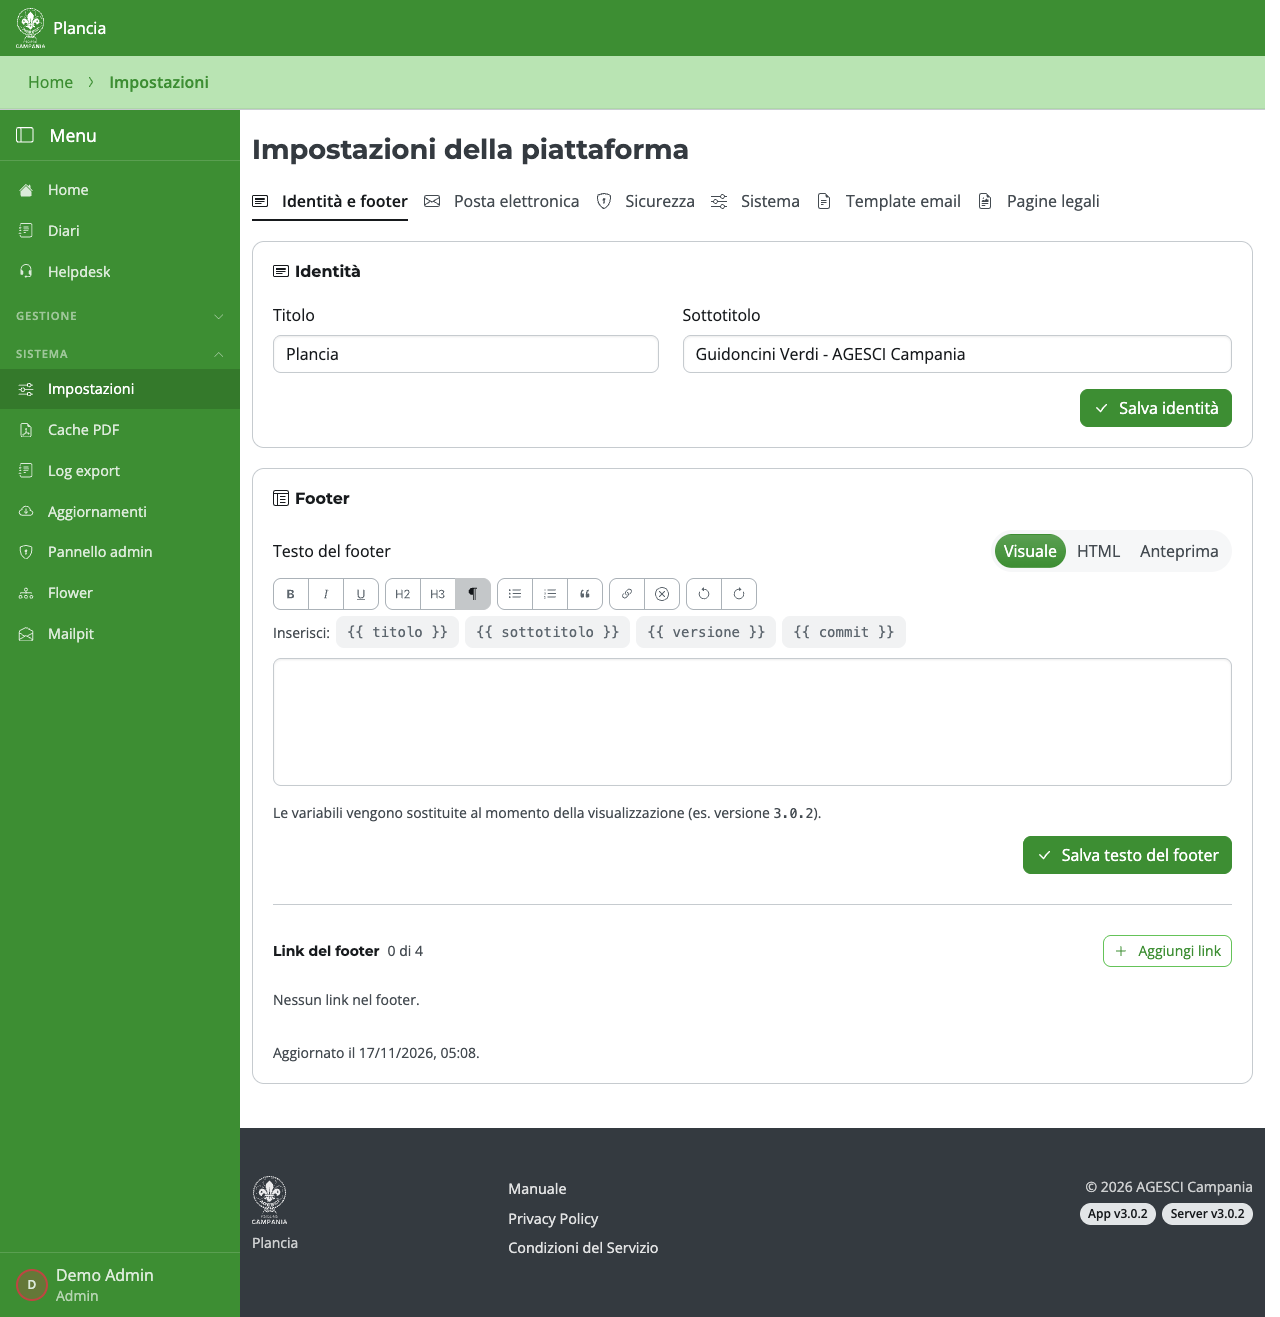 CAMPANIA
Plancia
Home > Impostazioni
Menu
Home
Diari
Helpdesk
GESTIONE
SISTEMA
Impostazioni
Cache PDF
Log export
Aggiornamenti
Pannello admin
Flower
Mailpit
Demo Admin
D
Admin
Impostazioni della piattaforma
Identità e footer Posta elettronica Sicurezza Sistema Template email Pagine legali
Identità
Titolo Sottotitolo
Plancia Guidoncini Verdi - AGESCI Campania
Salva identità
Footer
Testo del footer Visuale HTML Anteprima
B I U H2 H3 ¶
Inserisci: {{ titolo }} {{ sottotitolo }} {{ versione }} {{ commit }}
Le variabili vengono sostituite al momento della visualizzazione (es. versione 3.0.2).
Salva testo del footer
Link del footer 0 di 4 + Aggiungi link
Nessun link nel footer.
Aggiornato il 17/11/2026, 05:08.
CAMPANIA
Plancia
Manuale
Privacy Policy
Condizioni del Servizio
© 2026 AGESCI Campania
App v3.0.2 Server v3.0.2